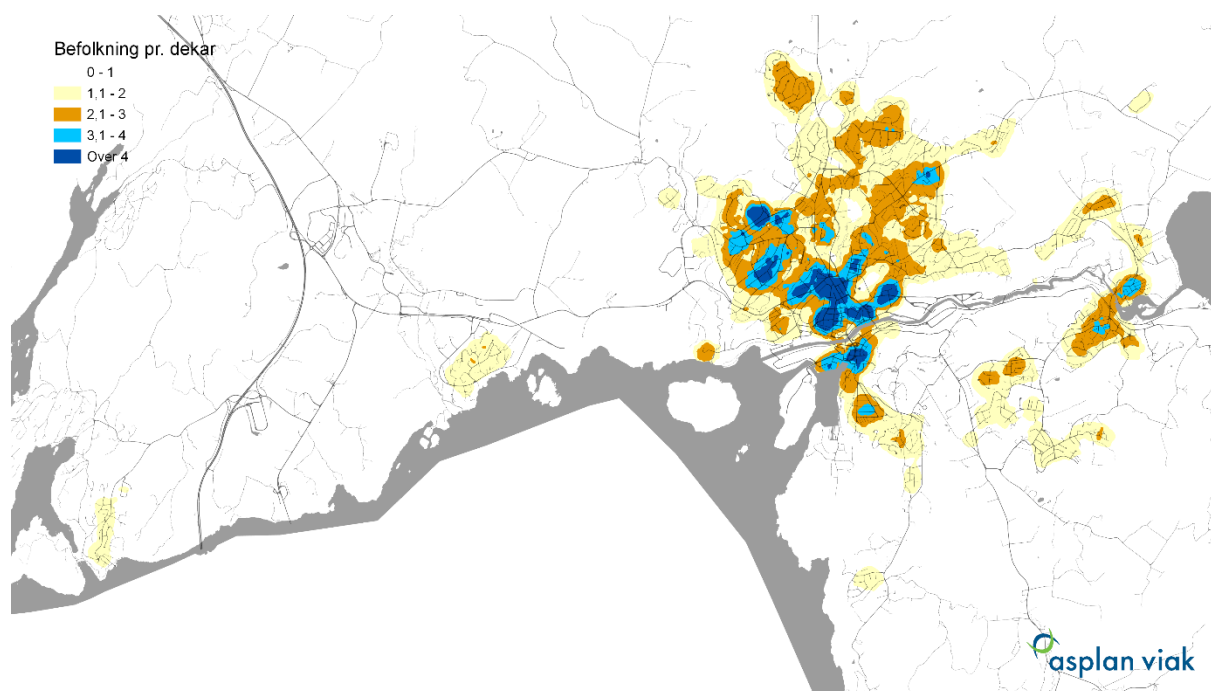 Befolkning pr. dekar
0 - 1
1,1 - 2
2,1 - 3
3,1 - 4
Over 4
asplan viak